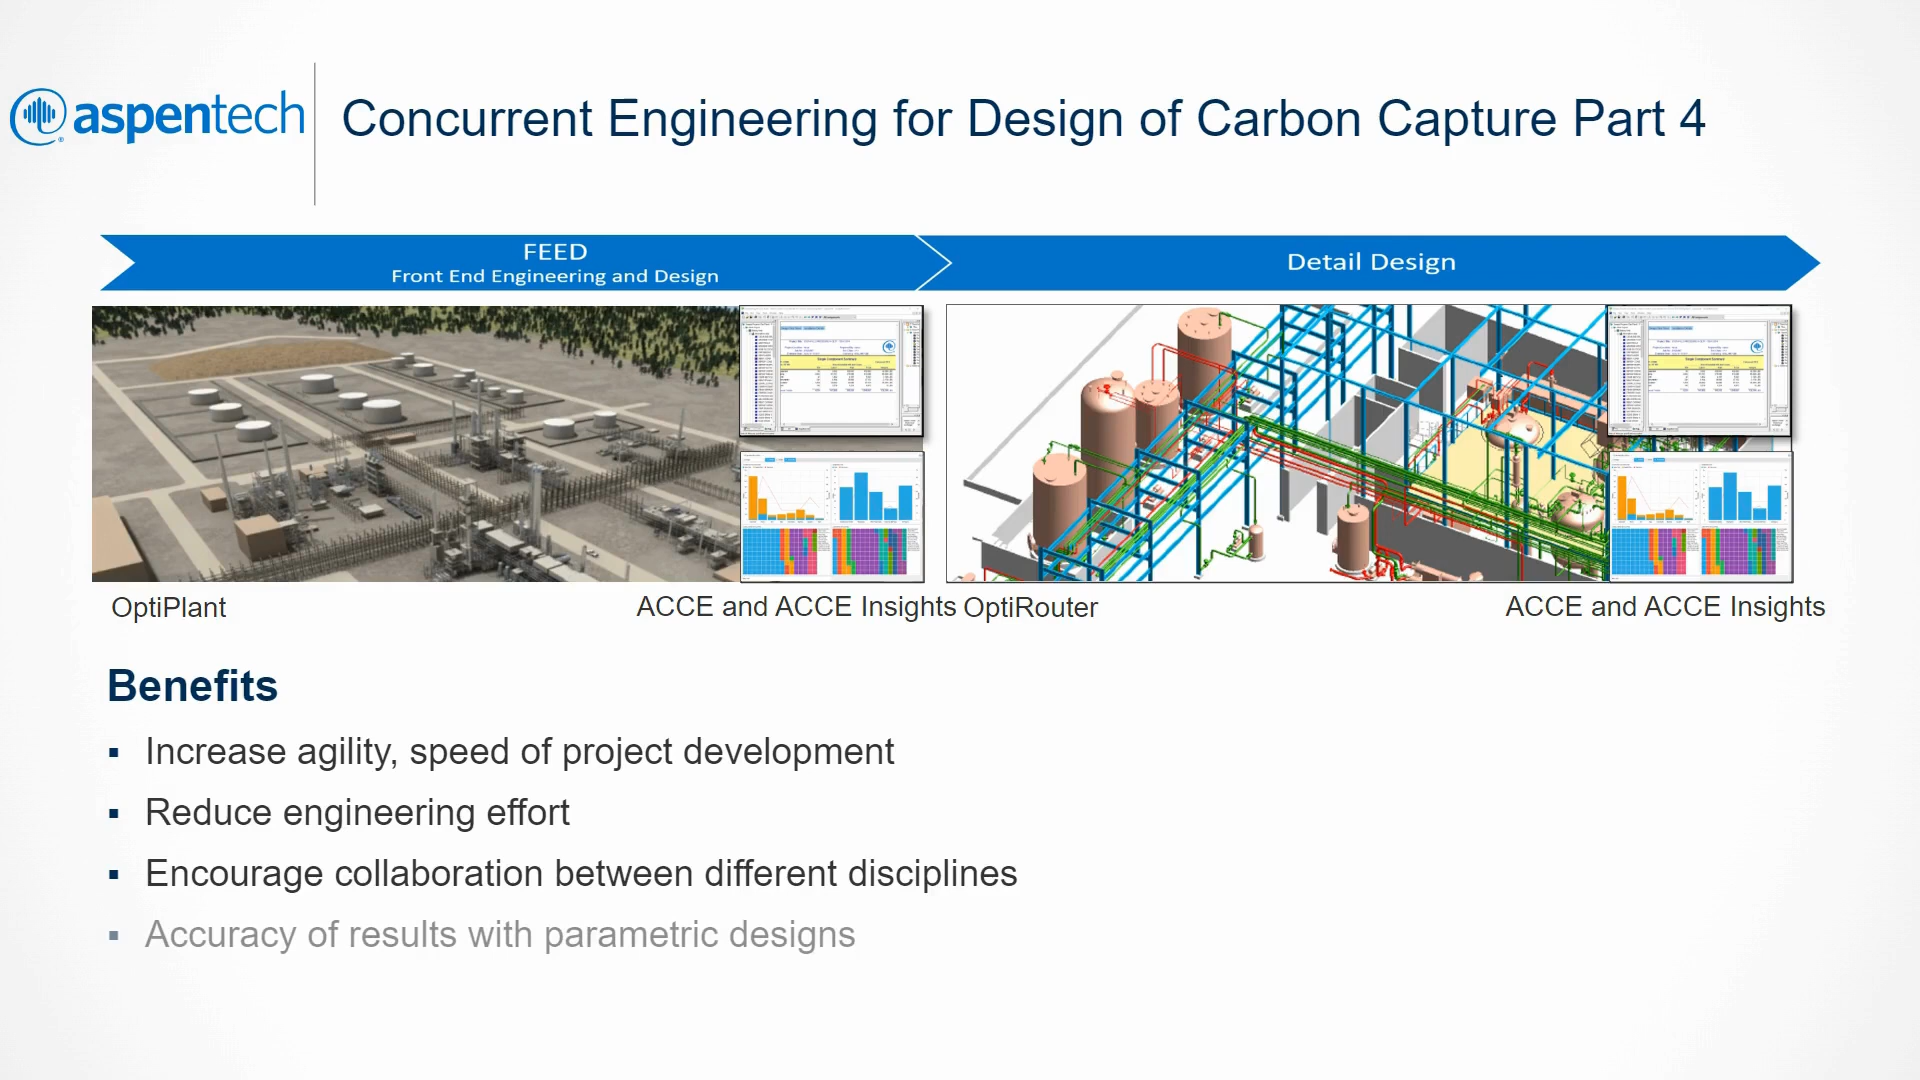 aspentech
Concurrent Engineering for Design of Carbon Capture Part 4
FEED
Front End Engineering and Design
Detail Design
OptiPlant
ACCE and ACCE Insights
OptiRouter
ACCE and ACCE Insights
Benefits
▪ Increase agility, speed of project development
▪ Reduce engineering effort
▪ Encourage collaboration between different disciplines
▪ Accuracy of results with parametric designs